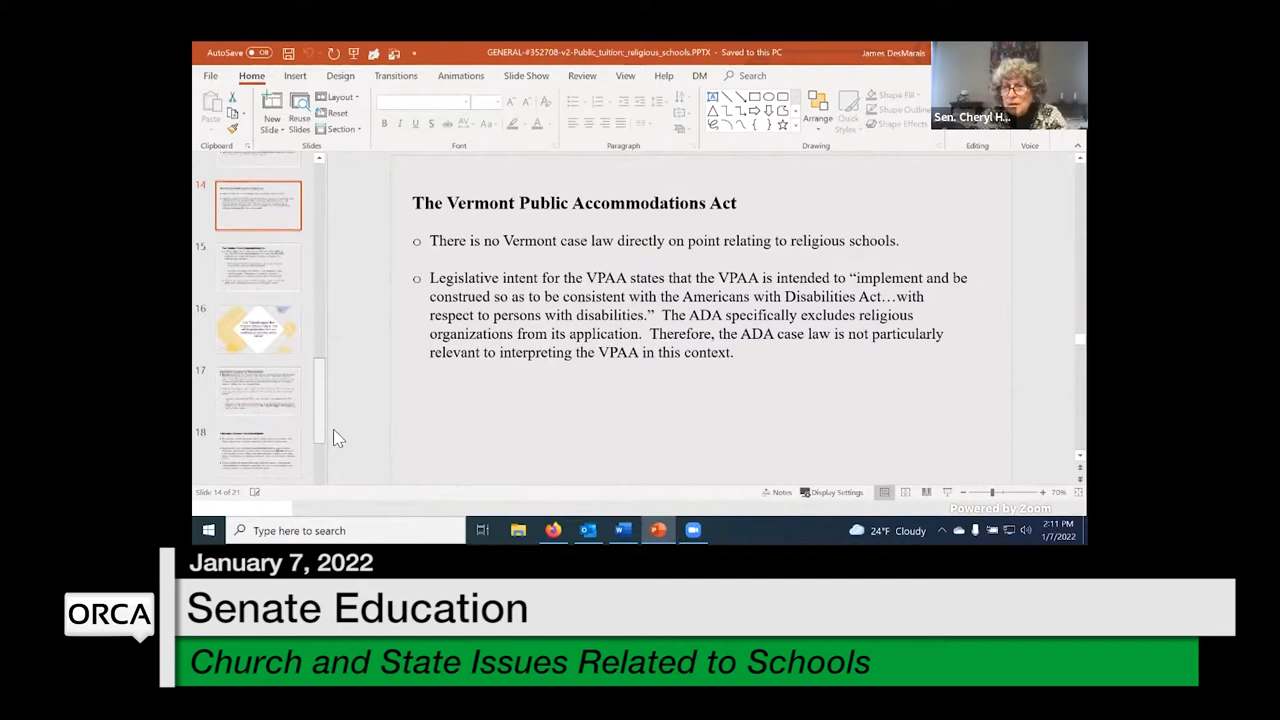 AutoSave Off
GENERAL-#352708-v2-Public_tuition;_religious_schools.PPTX - Saved to this PC
James DesMarais
File Home Insert Design Transitions Animations Slide Show Review View Help DM Search
Paste
New
Slide
Reuse
Slides
Layout
Reset
Section
Arrange
Quick
Styles
Shape Fill
Shape Outline
Shape Effects
Sen. Cheryl H...
Clipboard Slides Font Paragraph Drawing Editing Voice
14
15
16
17
18
The Vermont Public Accommodations Act
There is no Vermont case law directly on point relating to religious schools.
Legislative intent for the VPAA states that the VPAA is intended to “implement and be
construed so as to be consistent with the Americans with Disabilities Act…with
respect to persons with disabilities.” The ADA specifically excludes religious
organizations from its application. Therefore, the ADA case law is not particularly
relevant to interpreting the VPAA in this context.
Slide 14 of 21
Notes Display Settings 70%
Powered by Zoom
Type here to search
24°F Cloudy
2:11 PM
1/7/2022
January 7, 2022
ORCA
Senate Education
Church and State Issues Related to Schools